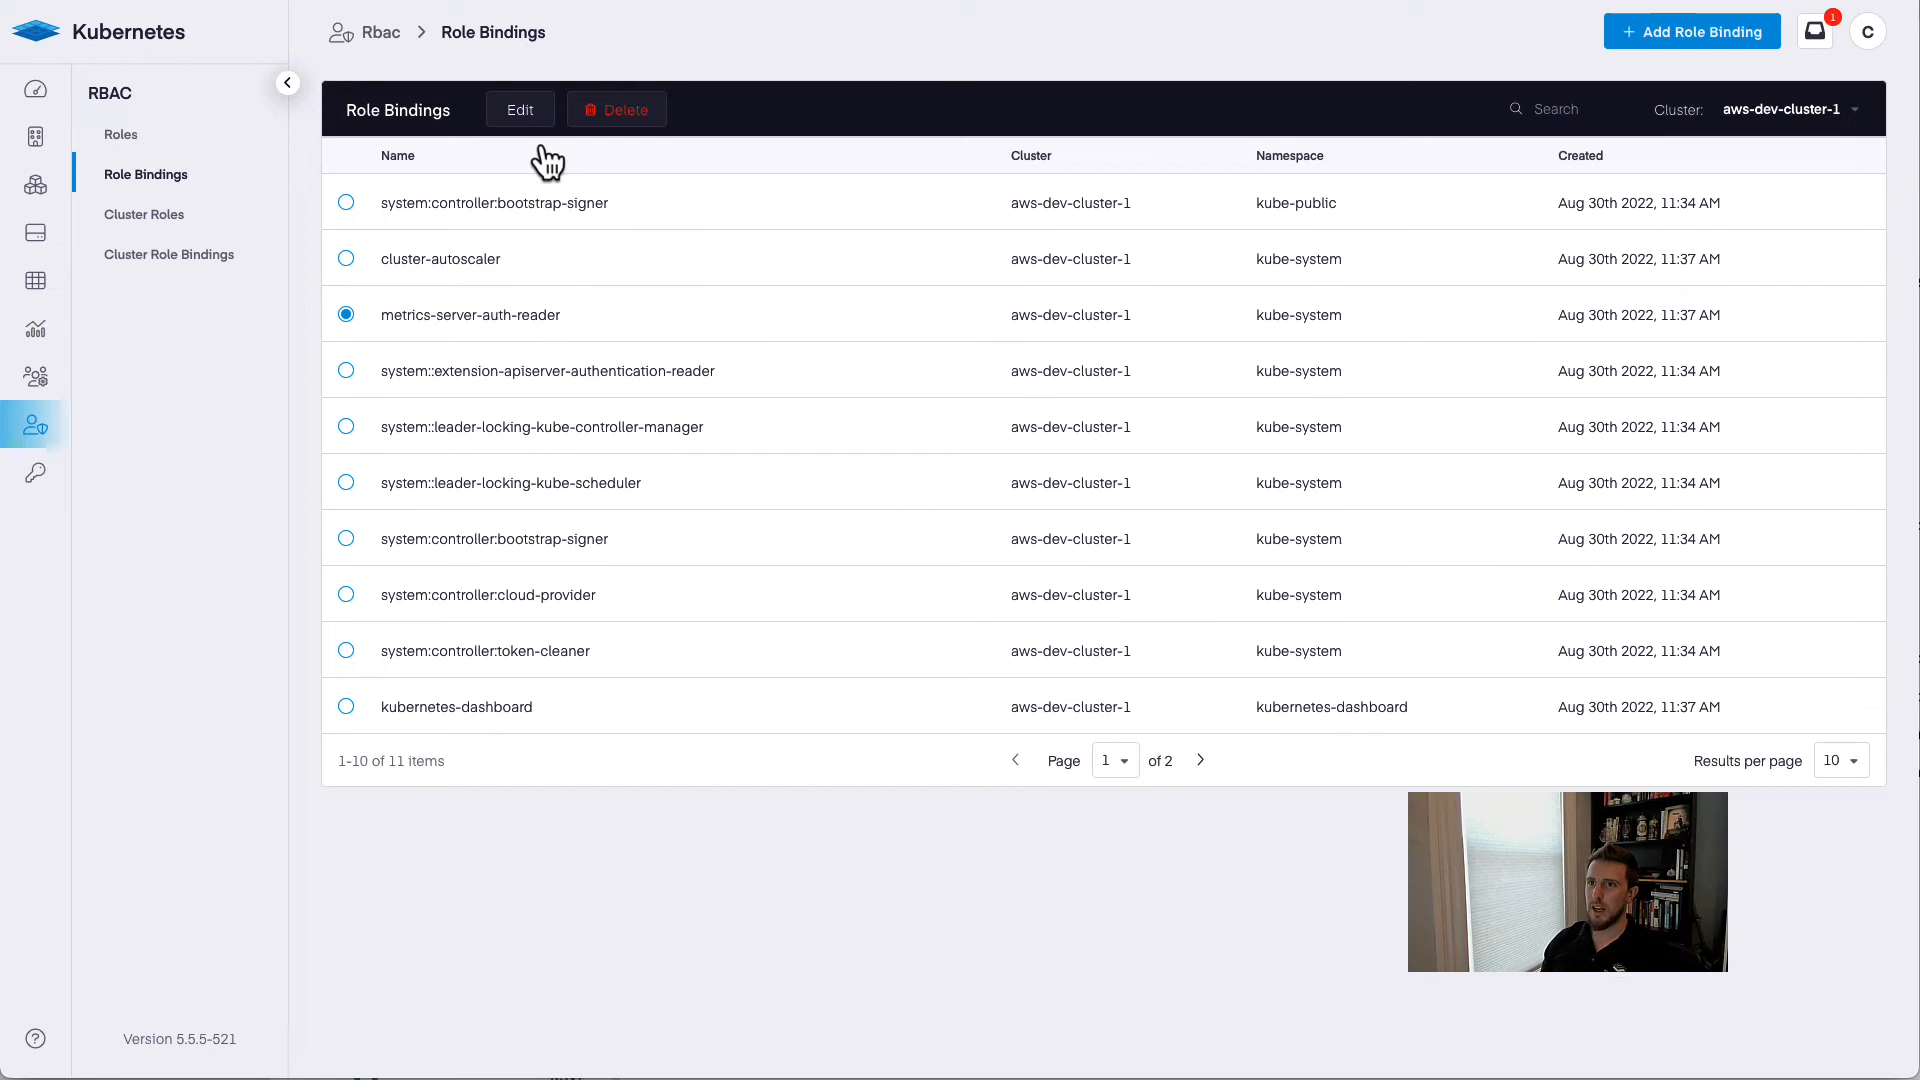 Kubernetes
Rbac > Role Bindings
+ Add Role Binding
1
C
RBAC
Roles
Role Bindings
Cluster Roles
Cluster Role Bindings
Role Bindings Edit Delete Search Cluster: aws-dev-cluster-1
Name Cluster Namespace Created
system:controller:bootstrap-signer aws-dev-cluster-1 kube-public Aug 30th 2022, 11:34 AM
cluster-autoscaler aws-dev-cluster-1 kube-system Aug 30th 2022, 11:37 AM
metrics-server-auth-reader aws-dev-cluster-1 kube-system Aug 30th 2022, 11:37 AM
system::extension-apiserver-authentication-reader aws-dev-cluster-1 kube-system Aug 30th 2022, 11:34 AM
system::leader-locking-kube-controller-manager aws-dev-cluster-1 kube-system Aug 30th 2022, 11:34 AM
system::leader-locking-kube-scheduler aws-dev-cluster-1 kube-system Aug 30th 2022, 11:34 AM
system:controller:bootstrap-signer aws-dev-cluster-1 kube-system Aug 30th 2022, 11:34 AM
system:controller:cloud-provider aws-dev-cluster-1 kube-system Aug 30th 2022, 11:34 AM
system:controller:token-cleaner aws-dev-cluster-1 kube-system Aug 30th 2022, 11:34 AM
kubernetes-dashboard aws-dev-cluster-1 kubernetes-dashboard Aug 30th 2022, 11:37 AM
1-10 of 11 items < Page 1 of 2 > Results per page 10
? Version 5.5.5-521